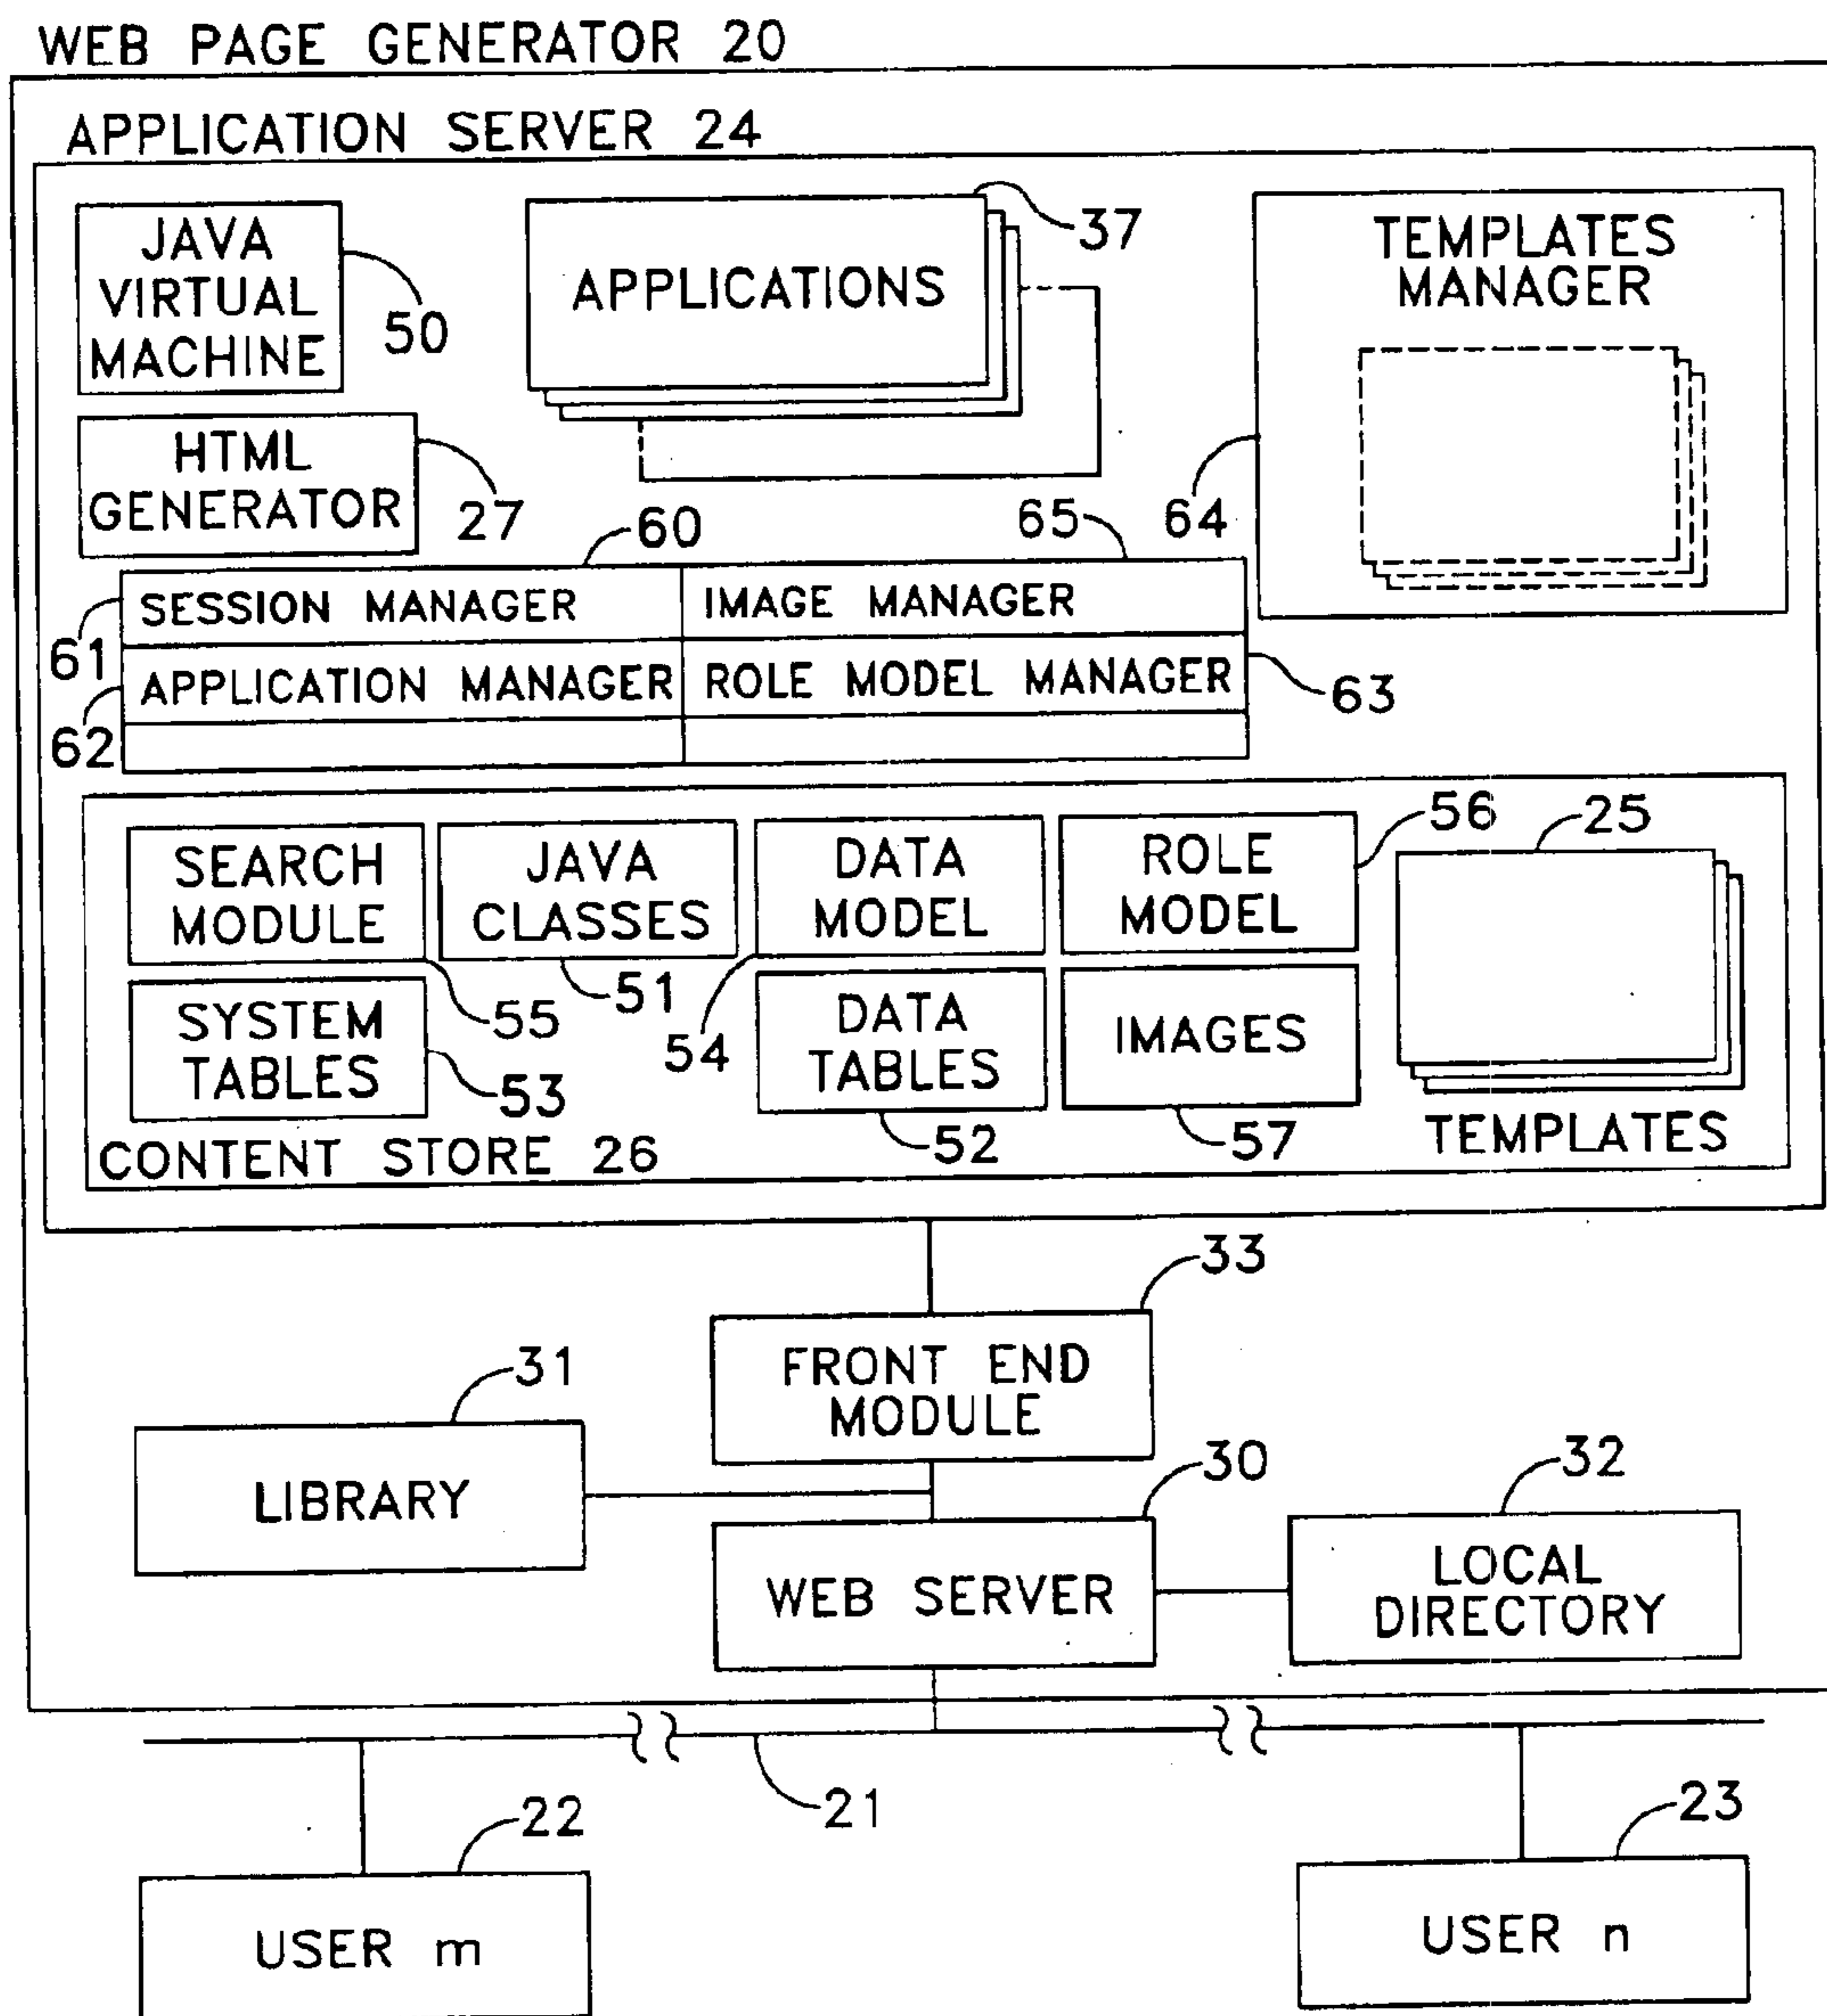 WEB PAGE GENERATOR 20
APPLICATION SERVER 24
JAVA
VIRTUAL
MACHINE
50
APPLICATIONS
37
TEMPLATES
MANAGER
64
HTML
GENERATOR
27
60
65
61
SESSION MANAGER
IMAGE MANAGER
62
APPLICATION MANAGER
ROLE MODEL MANAGER
63
SEARCH
MODULE
55
JAVA
CLASSES
51
DATA
MODEL
54
ROLE
MODEL
56
25
SYSTEM
TABLES
53
DATA
TABLES
52
IMAGES
57
TEMPLATES
CONTENT STORE 26
33
FRONT END
MODULE
31
LIBRARY
30
WEB SERVER
32
LOCAL
DIRECTORY
21
22
USER m
23
USER n